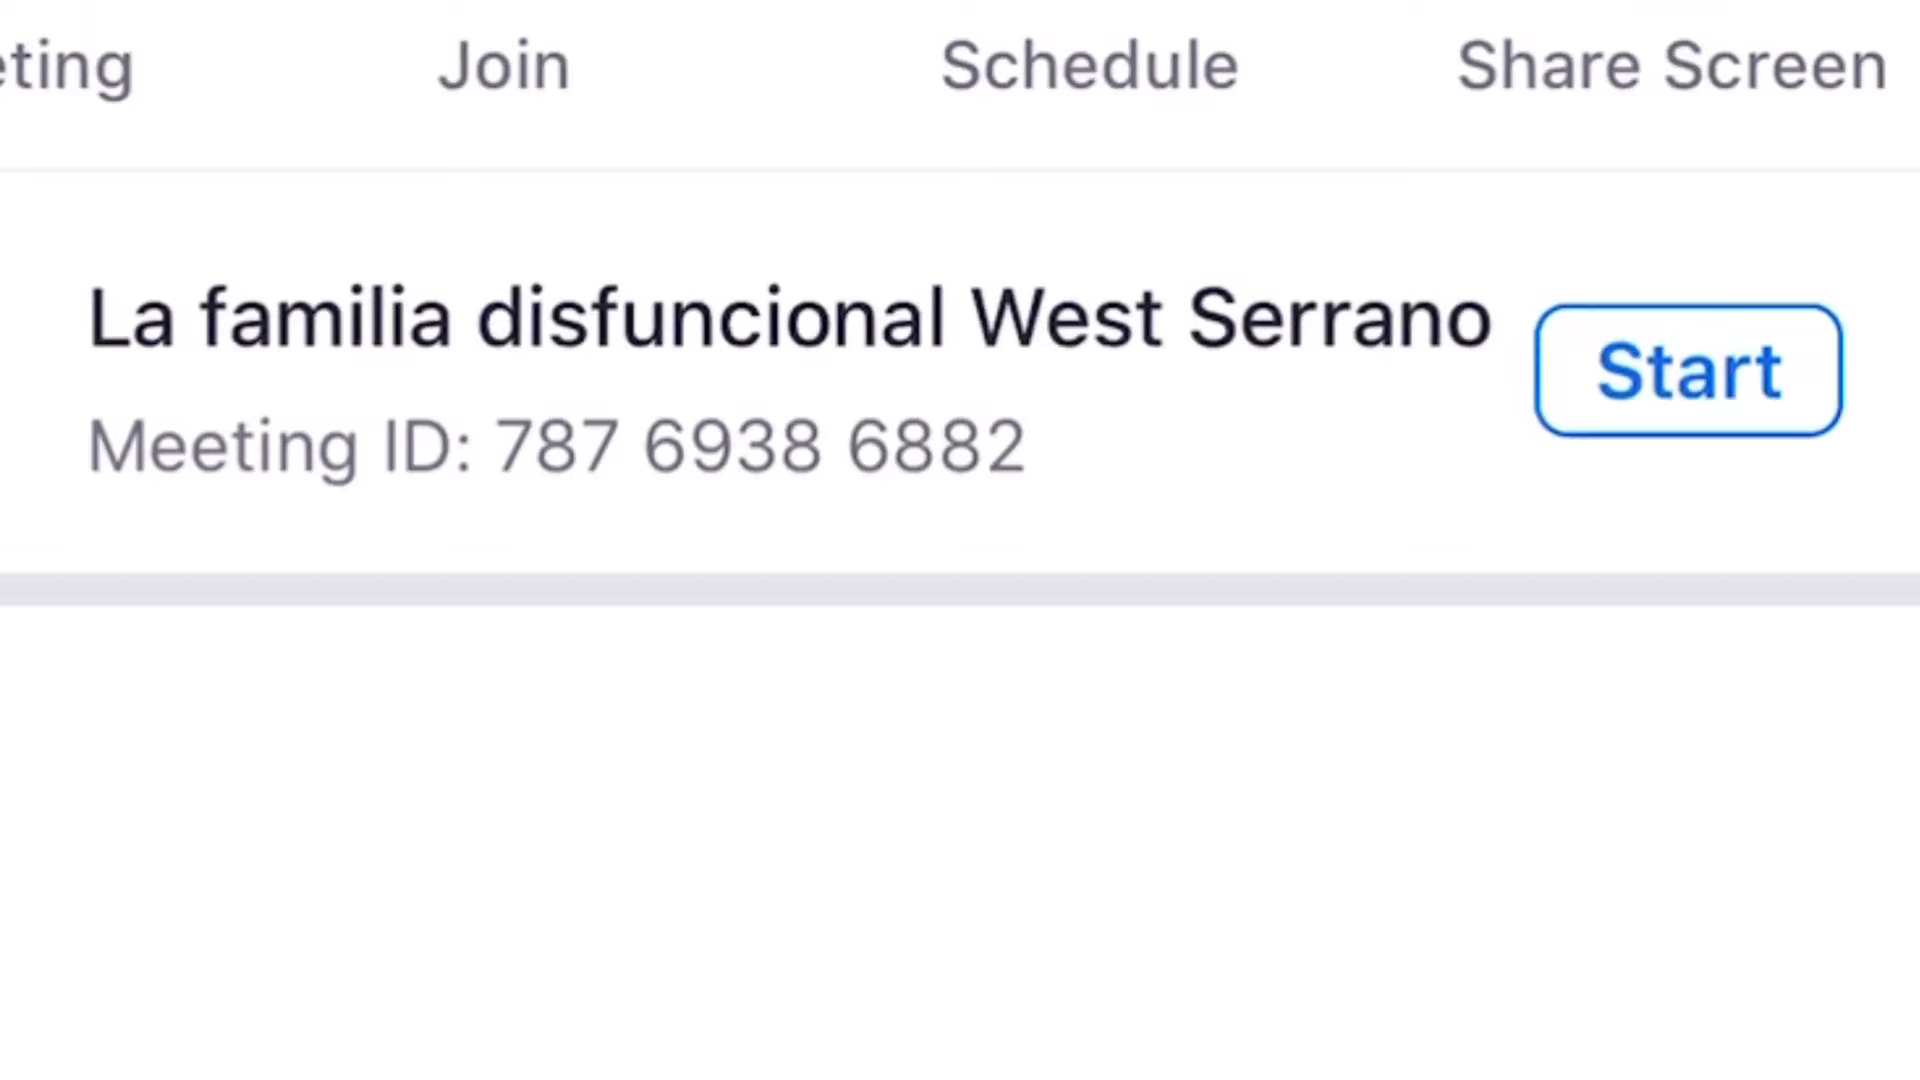 eting Join Schedule Share Screen
La familia disfuncional West Serrano
Start
Meeting ID: 787 6938 6882